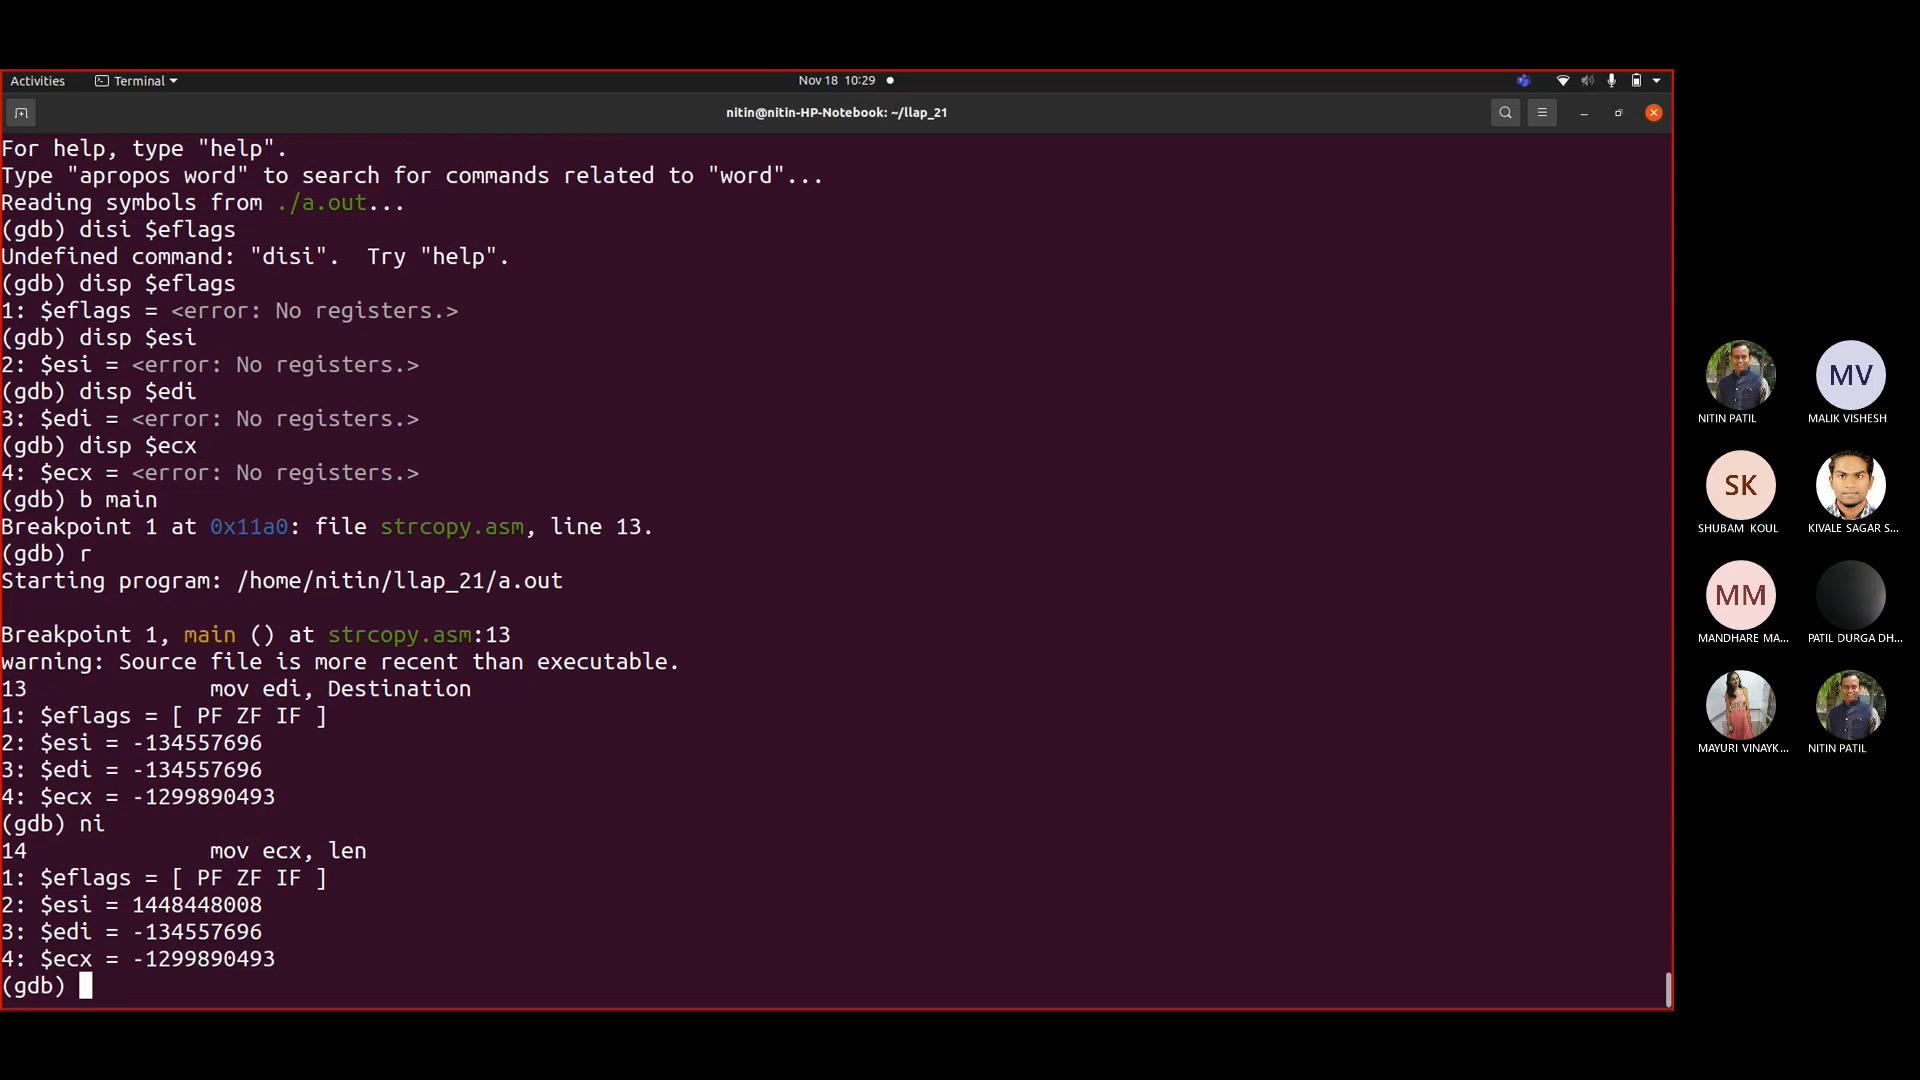 Activities Terminal Nov 18 10:29
nitin@nitin-HP-Notebook: ~/llap_21
For help, type "help".
Type "apropos word" to search for commands related to "word"...
Reading symbols from ./a.out...
(gdb) disi $eflags
Undefined command: "disi".  Try "help".
(gdb) disp $eflags
1: $eflags = <error: No registers.>
(gdb) disp $esi
2: $esi = <error: No registers.>
(gdb) disp $edi
3: $edi = <error: No registers.>
(gdb) disp $ecx
4: $ecx = <error: No registers.>
(gdb) b main
Breakpoint 1 at 0x11a0: file strcopy.asm, line 13.
(gdb) r
Starting program: /home/nitin/llap_21/a.out
Breakpoint 1, main () at strcopy.asm:13
warning: Source file is more recent than executable.
13              mov edi, Destination
1: $eflags = [ PF ZF IF ]
2: $esi = -134557696
3: $edi = -134557696
4: $ecx = -1299890493
(gdb) ni
14              mov ecx, len
1: $eflags = [ PF ZF IF ]
2: $esi = 1448448008
3: $edi = -134557696
4: $ecx = -1299890493
(gdb)
MV
NITIN PATIL MALIK VISHESH
SK
SHUBAM KOUL KIVALE SAGAR S...
MM
MANDHARE MA... PATIL DURGA DH...
MAYURI VINAYK... NITIN PATIL